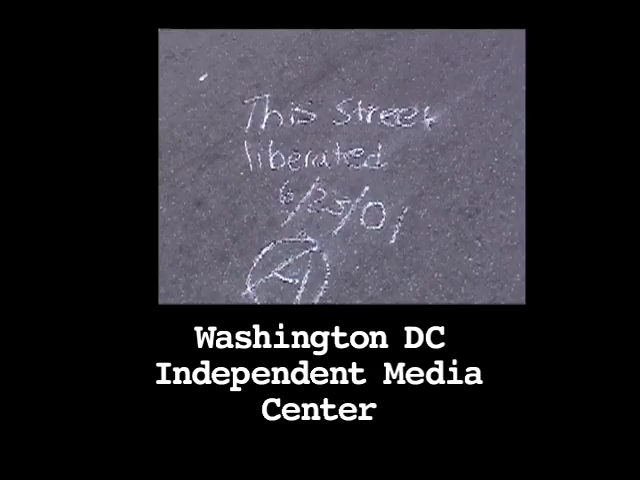 This Street
liberated
6/25/01
A
Washington DC
Independent Media
Center